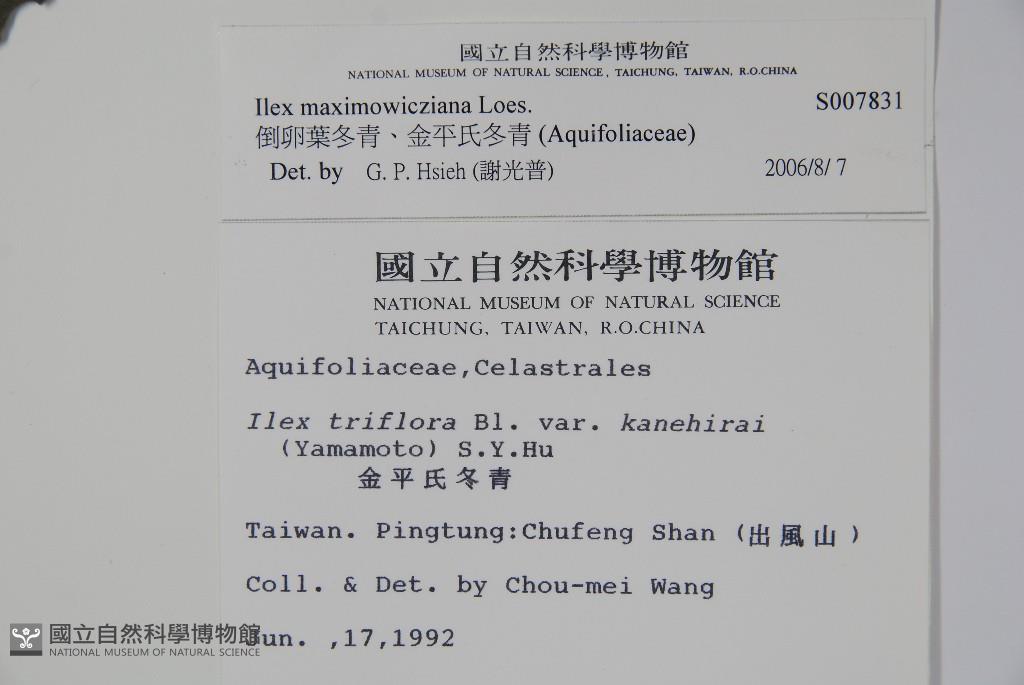 國立自然科學博物館
NATIONAL MUSEUM OF NATURAL SCIENCE, TAICHUNG, TAIWAN, R.O.CHINA
Ilex maximowicziana Loes. S007831
倒卵葉冬青、金平氏冬青 (Aquifoliaceae)
Det. by G. P. Hsieh (謝光普) 2006/8/ 7
國立自然科學博物館
NATIONAL MUSEUM OF NATURAL SCIENCE
TAICHUNG, TAIWAN, R.O.CHINA
Aquifoliaceae,Celastrales
Ilex triflora Bl. var. kanehirai
(Yamamoto) S.Y.Hu
金平氏冬青
Taiwan. Pingtung:Chufeng Shan (出風山)
Coll. & Det. by Chou-mei Wang
Jun. ,17,1992
國立自然科學博物館
NATIONAL MUSEUM OF NATURAL SCIENCE